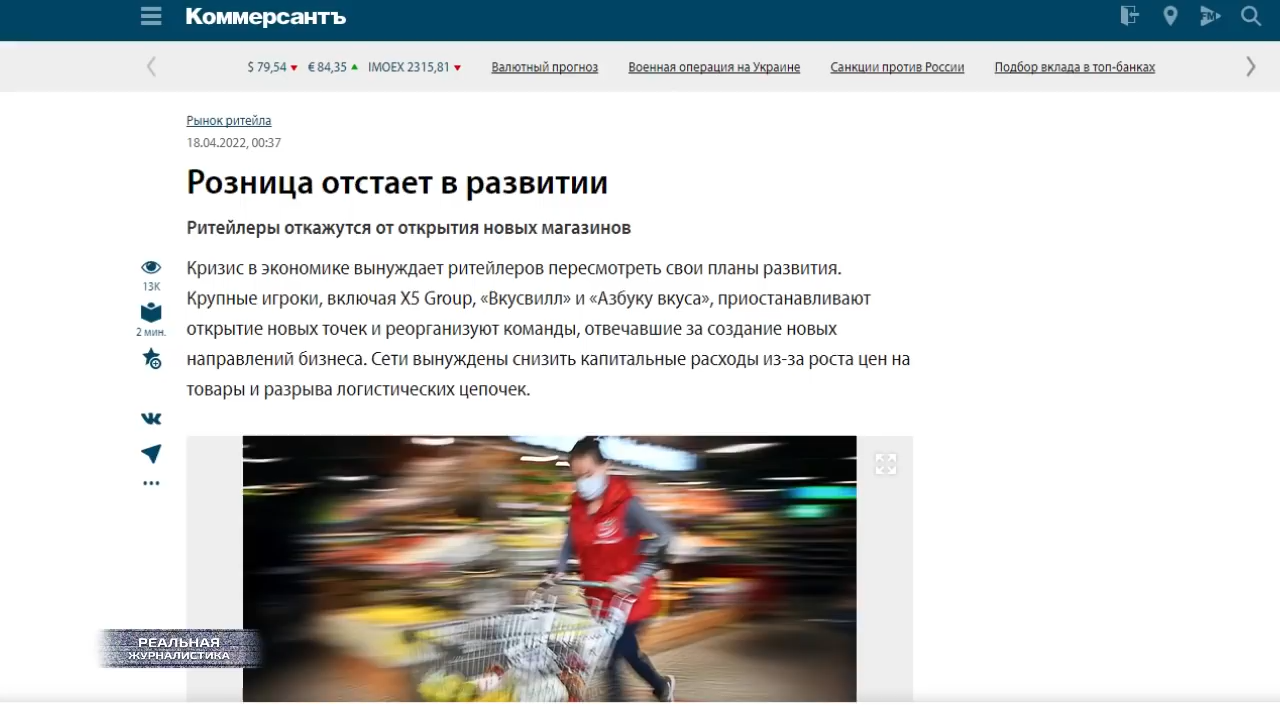 Коммерсантъ
FM
$ 79,54 € 84,35 IMOEX 2315,81 Валютный прогноз Военная операция на Украине Санкции против России Подбор вклада в топ-банках
Рынок ритейла
18.04.2022, 00:37
Розница отстает в развитии
Ритейлеры откажутся от открытия новых магазинов
Кризис в экономике вынуждает ритейлеров пересмотреть свои планы развития.
Крупные игроки, включая X5 Group, «Вкусвилл» и «Азбуку вкуса», приостанавливают
открытие новых точек и реорганизуют команды, отвечавшие за создание новых
направлений бизнеса. Сети вынуждены снизить капитальные расходы из-за роста цен на
товары и разрыва логистических цепочек.
13K
2 мин.
РЕАЛЬНАЯ
ЖУРНАЛИСТИКА